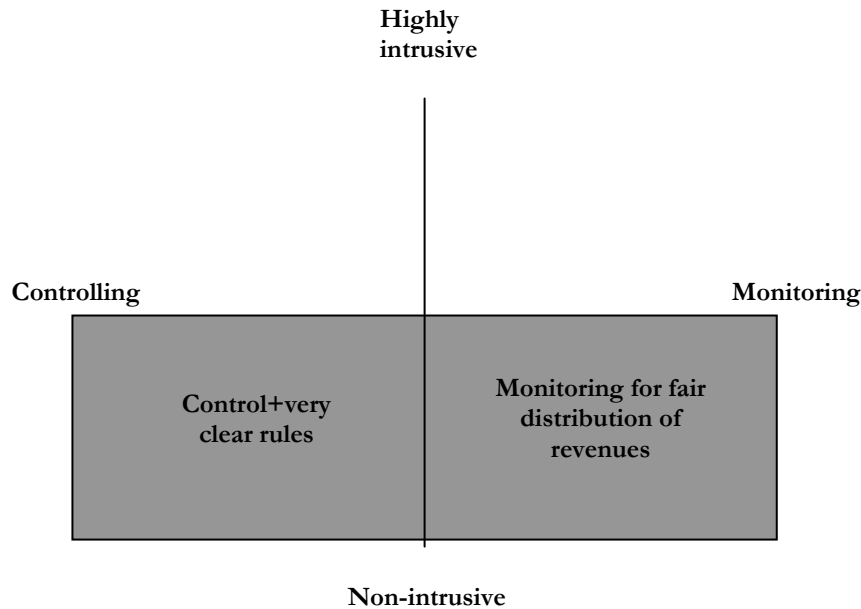 Highly
intrusive
Controlling
Monitoring
Control+very
clear rules
Monitoring for fair
distribution of
revenues
Non-intrusive